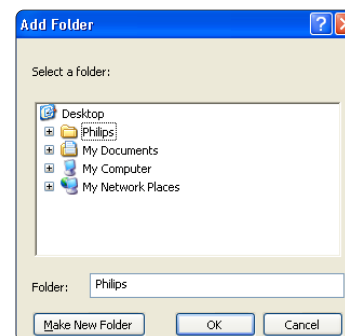 Add Folder
Select a folder:
Desktop
Philips
My Documents
My Computer
My Network Places
Folder: Philips
Make New Folder OK Cancel